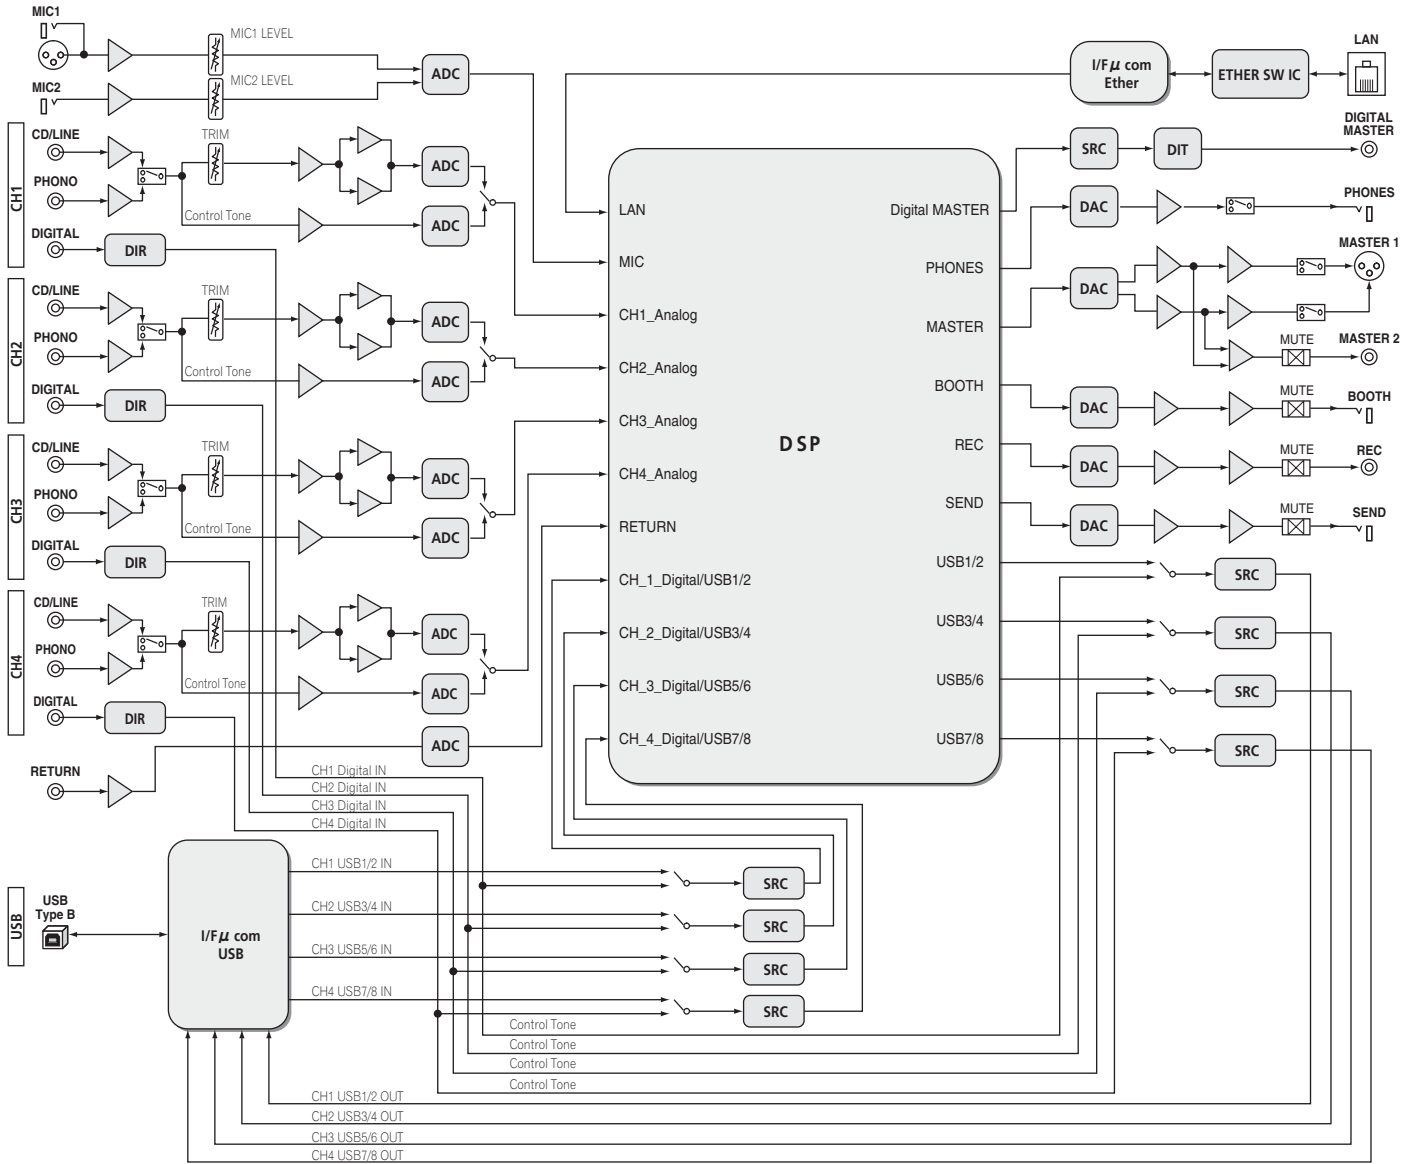 MIC1
MIC1 LEVEL
MIC2
MIC2 LEVEL
ADC
I/F μ com
Ether
ETHER SW IC
LAN
CH1
CD/LINE
PHONO
DIGITAL
TRIM
Control Tone
DIR
ADC
ADC
CH2
CD/LINE
PHONO
DIGITAL
TRIM
Control Tone
DIR
ADC
ADC
CH3
CD/LINE
PHONO
DIGITAL
TRIM
Control Tone
DIR
ADC
ADC
CH4
CD/LINE
PHONO
DIGITAL
TRIM
Control Tone
DIR
ADC
ADC
RETURN
ADC
DSP
LAN
MIC
CH1_Analog
CH2_Analog
CH3_Analog
CH4_Analog
RETURN
CH_1_Digital/USB1/2
CH_2_Digital/USB3/4
CH_3_Digital/USB5/6
CH_4_Digital/USB7/8
Digital MASTER
PHONES
MASTER
BOOTH
REC
SEND
USB1/2
USB3/4
USB5/6
USB7/8
SRC
DIT
DIGITAL
MASTER
DAC
PHONES
DAC
MASTER 1
MUTE
MASTER 2
DAC
MUTE
BOOTH
DAC
MUTE
REC
DAC
MUTE
SEND
SRC
SRC
SRC
SRC
CH1 Digital IN
CH2 Digital IN
CH3 Digital IN
CH4 Digital IN
USB
USB
Type B
I/F μ com
USB
CH1 USB1/2 IN
CH2 USB3/4 IN
CH3 USB5/6 IN
CH4 USB7/8 IN
SRC
SRC
SRC
SRC
Control Tone
Control Tone
Control Tone
Control Tone
CH1 USB1/2 OUT
CH2 USB3/4 OUT
CH3 USB5/6 OUT
CH4 USB7/8 OUT